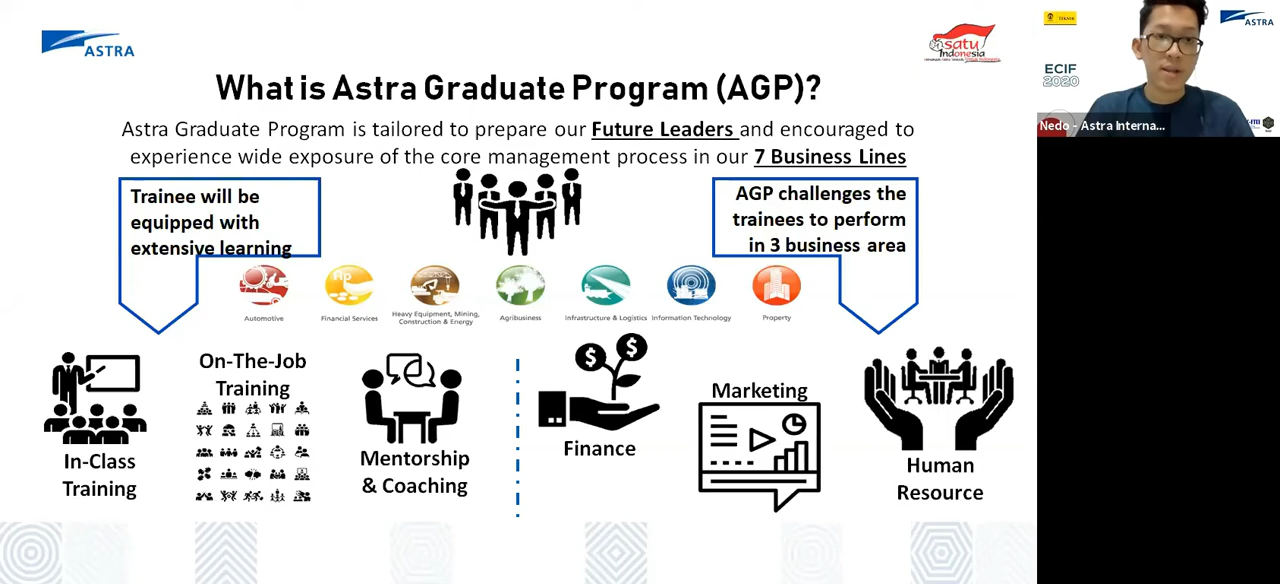 ASTRA
satu
Indonesia
What is Astra Graduate Program (AGP)?
Astra Graduate Program is tailored to prepare our Future Leaders and encouraged to
experience wide exposure of the core management process in our 7 Business Lines
Trainee will be
equipped with
extensive learning
AGP challenges the
trainees to perform
in 3 business area
Automotive
Financial Services
Heavy Equipment, Mining,
Construction & Energy
Agribusiness
Infrastructure & Logistics
Information Technology
Property
In-Class
Training
On-The-Job
Training
Mentorship
& Coaching
Finance
Marketing
Human
Resource
TEKNIK
ASTRA
ECIF
2020
Nedo - Astra Interna...